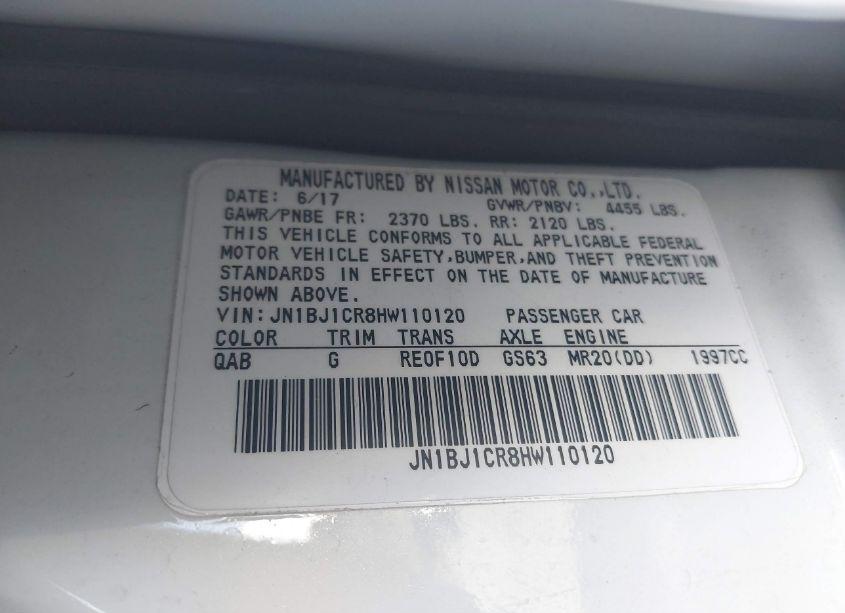 MANUFACTURED BY NISSAN MOTOR CO.,LTD.
DATE: 6/17 GVWR/PNBV: 4455 LBS.
GAWR/PNBE FR: 2370 LBS. RR: 2120 LBS.
THIS VEHICLE CONFORMS TO ALL APPLICABLE FEDERAL
MOTOR VEHICLE SAFETY,BUMPER,AND THEFT PREVENTION
STANDARDS IN EFFECT ON THE DATE OF MANUFACTURE
SHOWN ABOVE.
VIN:JN1BJ1CR8HW110120 PASSENGER CAR
COLOR TRIM TRANS AXLE ENGINE
QAB G RE0F10D GS63 MR20(DD) 1997CC
JN1BJ1CR8HW110120